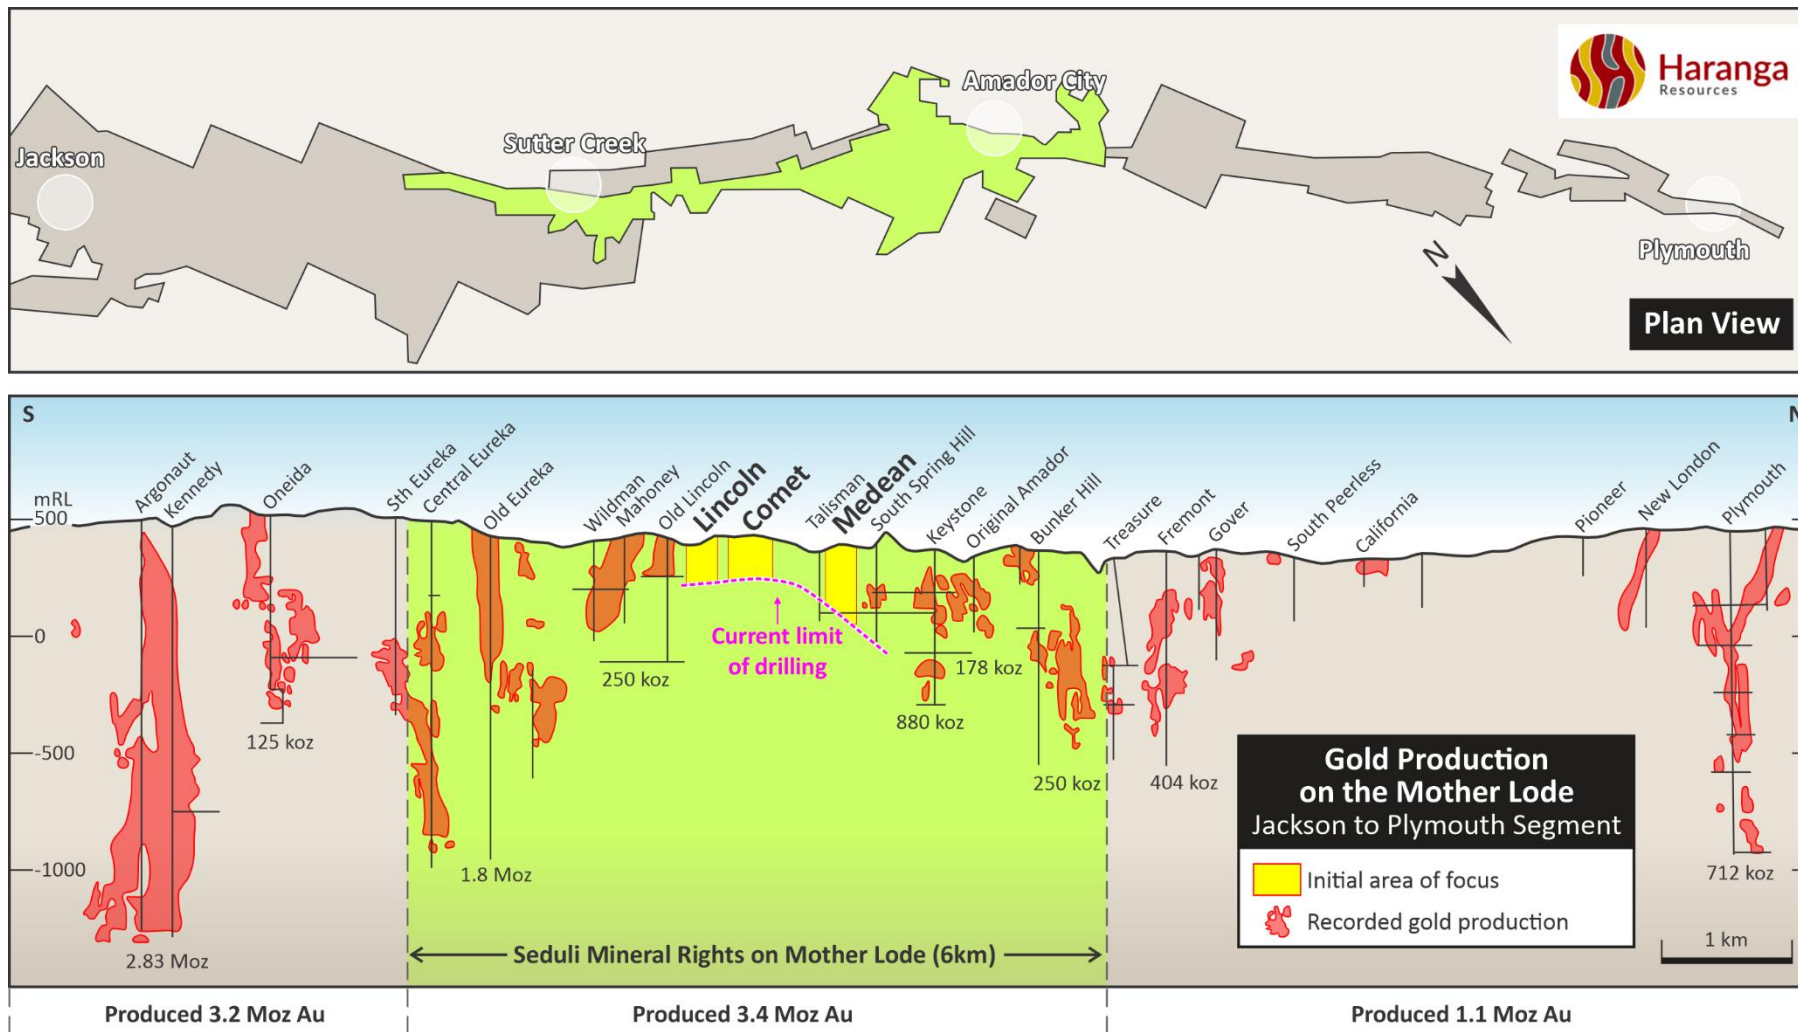 Jackson
Sutter Creek
Amador City
Plymouth
Haranga
Resources
N
Plan View
S
mRL
500
0
-500
-1000
Argonaut
Kennedy
Oneida
Sth Eureka
Central Eureka
Old Eureka
Wildman
Mahoney
Old Lincoln
Lincoln
Comet
Talisman
Medean
South Spring Hill
Keystone
Original Amador
Bunker Hill
Treasure
Fremont
Gover
South Peerless
California
Pioneer
New London
Plymouth
Current limit
of drilling
2.83 Moz
125 koz
1.8 Moz
250 koz
880 koz
178 koz
250 koz
404 koz
712 koz
Gold Production
on the Mother Lode
Jackson to Plymouth Segment
Initial area of focus
Recorded gold production
1 km
Seduli Mineral Rights on Mother Lode (6km)
Produced 3.2 Moz Au
Produced 3.4 Moz Au
Produced 1.1 Moz Au